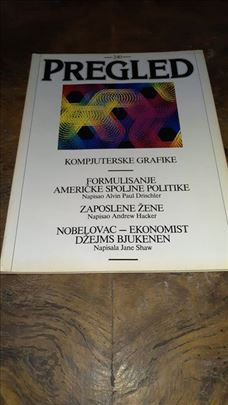 240
PREGLED
KOMPJUTERSKE GRAFIKE
FORMULISANJE
AMERIČKE SPOLJNE POLITIKE
Napisao Alvin Paul Drischler
ZAPOSLENE ŽENE
Napisao Andrew Hacker
NOBELOVAC — EKONOMIST
DŽEJMS BJUKENEN
Napisala Jane Shaw